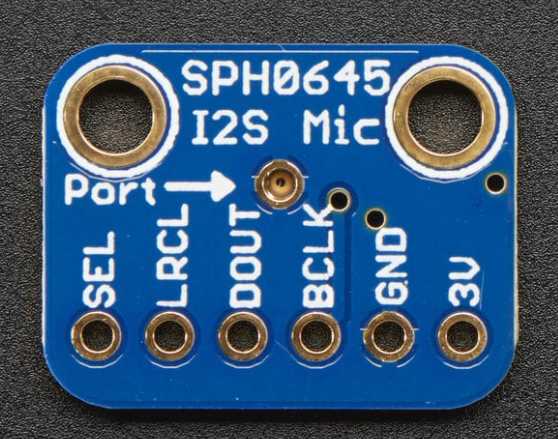 SPH0645
I2S Mic
Port
SEL
LRCL
DOUT
BCLK
GND
3V